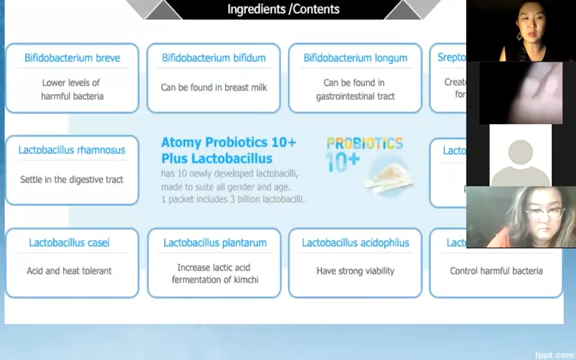 Ingredients /Contents
Bifidobacterium breve
Lower levels of
harmful bacteria
Bifidobacterium bifidum
Can be found in breast milk
Bifidobacterium longum
Can be found in
gastrointestinal tract
Lactobacillus rhamnosus
Settle in the digestive tract
Atomy Probiotics 10+
Plus Lactobacillus
has 10 newly developed lactobacilli,
made to suite all gender and age.
1 packet includes 3 billion lactobacilli.
PROBIOTICS
10+
Lactobacillus casei
Acid and heat tolerant
Lactobacillus plantarum
Increase lactic acid
fermentation of kimchi
Lactobacillus acidophilus
Have strong viability
Control harmful bacteria
fppt.com